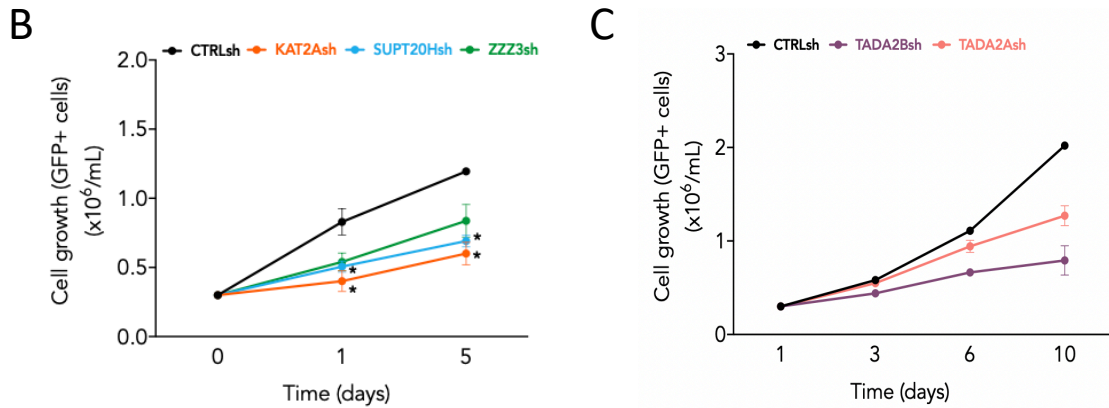 B
CTRLsh KAT2Ash SUPT20Hsh ZZZ3sh
Cell growth (GFP+ cells)
(x10⁶/mL)
2.0
1.5
1.0
0.5
0.0
*
*
*
*
0 1 5
Time (days)
C
CTRLsh TADA2Bsh TADA2Ash
Cell growth (GFP+ cells)
(x10⁶/mL)
3
2
1
0
1 3 6 10
Time (days)